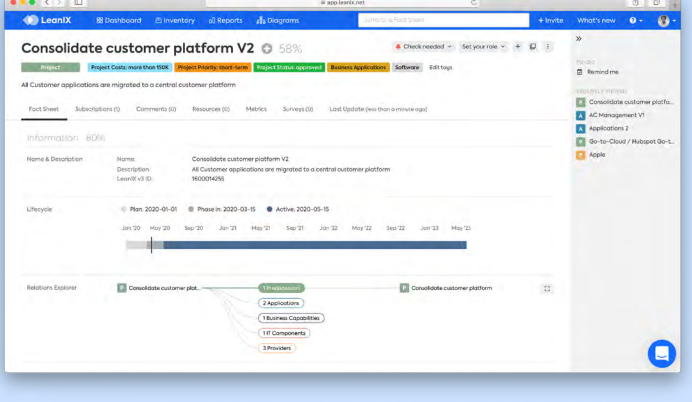 app.leanix.net
LeanIX Dashboard Inventory Reports Diagrams Jump to a Fact Sheet + Invite What's new
Consolidate customer platform V2 58% Check needed Set your role
Project Project Costs: more than 150K Project Priority: short-term Project Status: approved Business Applications Software Edit tags
All Customer applications are migrated to a central customer platform
Fact Sheet Subscriptions (1) Comments (0) Resources (0) Metrics Surveys (0) Last Update (less than a minute ago)
Information 80%
Name & Description Name: Consolidate customer platform V2
Description: All Customer applications are migrated to a central customer platform
LeanIX v3 ID: 1600014255
Lifecycle Plan: 2020-01-01 Phase in: 2020-03-15 Active: 2020-05-15
Jan '20 May '20 Sep '20 Jan '21 May '21 Sep '21 Jan '22 May '22 Sep '22 Jan '23 May '23
Relations Explorer P Consolidate customer plat... 1 Predecessor P Consolidate customer platform
2 Applications
1 Business Capabilities
1 IT Components
3 Providers
»
Remind me
P Consolidate customer platfo...
A AC Management V1
A Applications 2
P Go-to-Cloud / Hubspot Go-t...
Apple